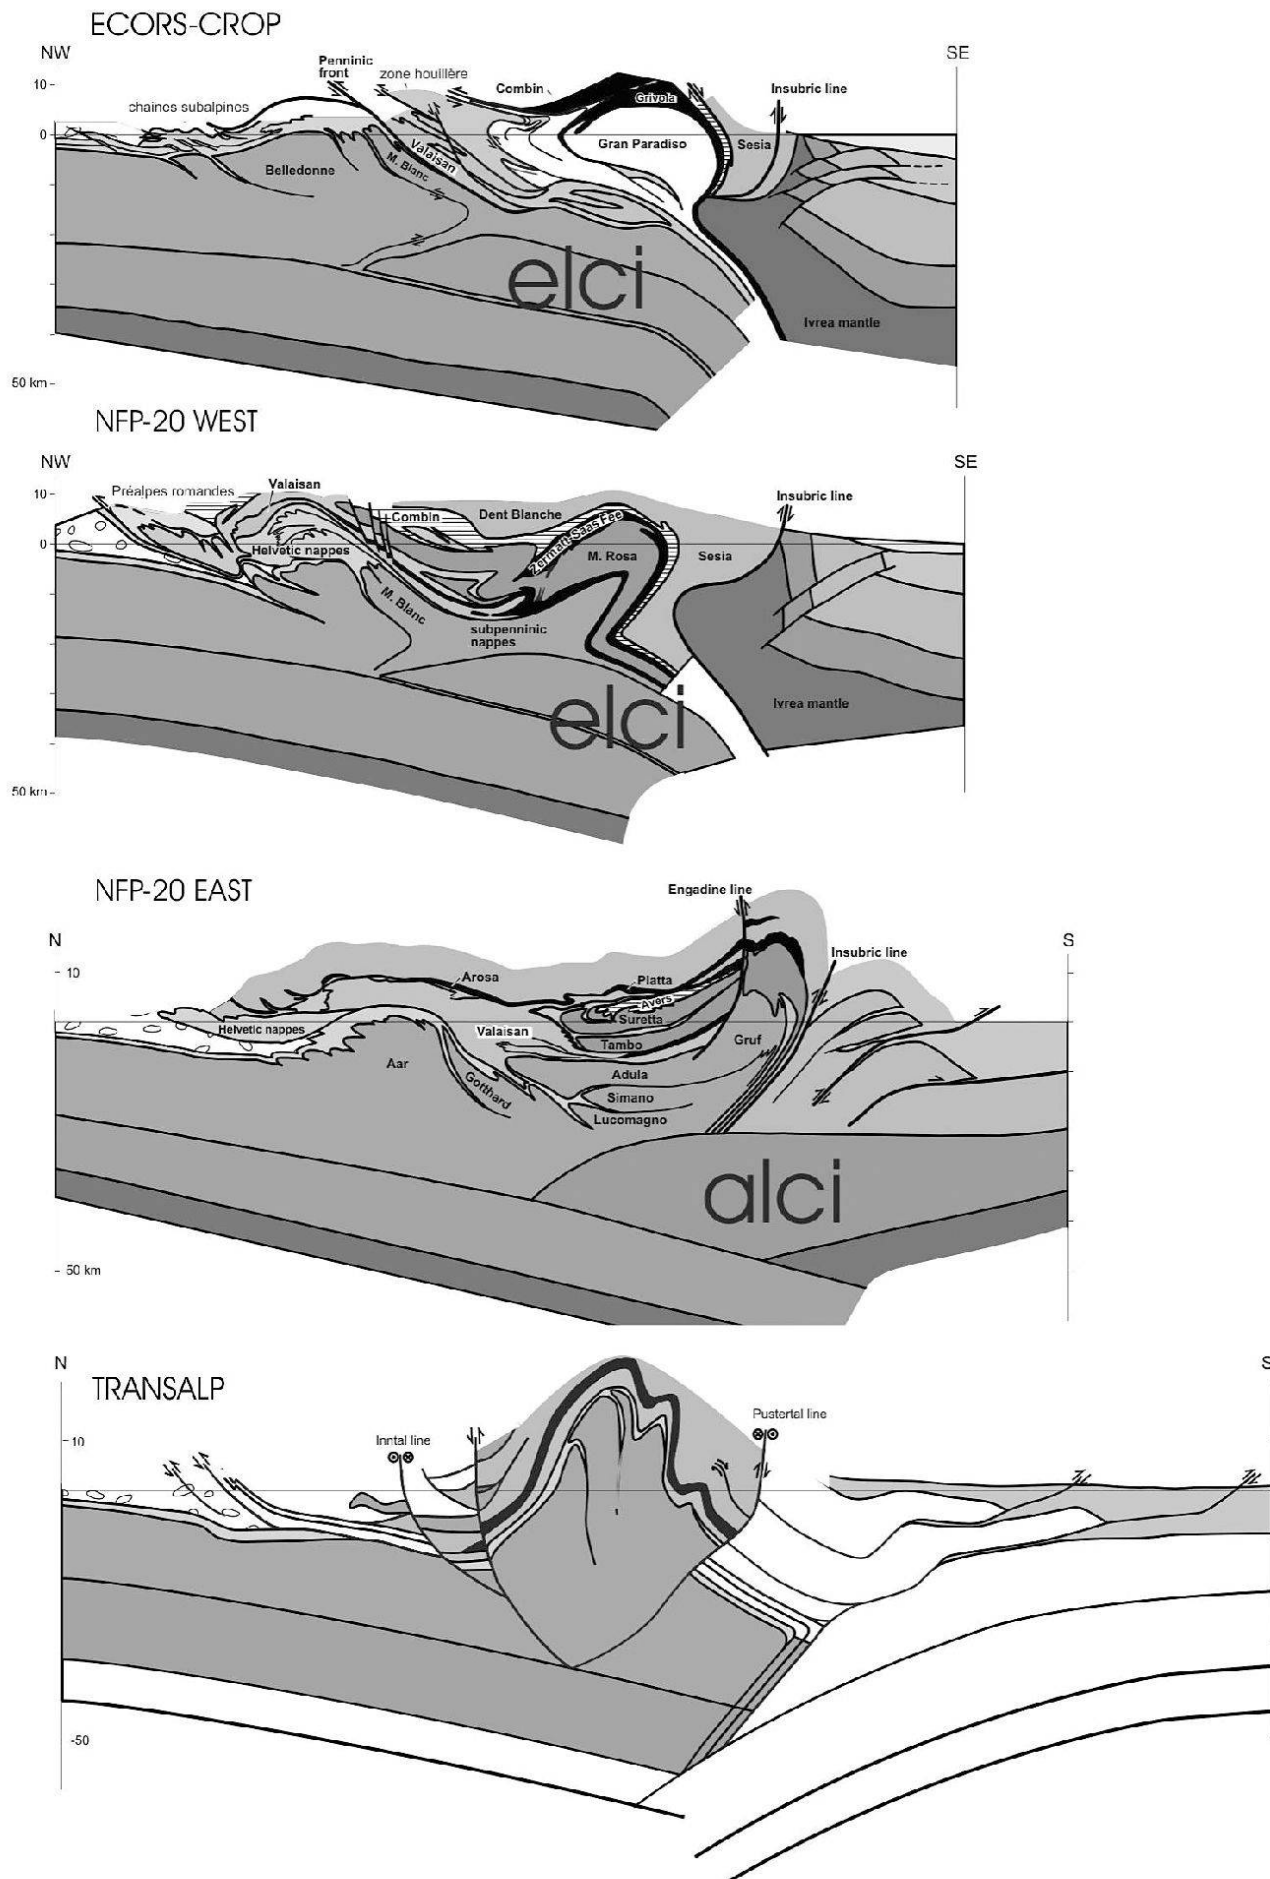 ECORS-CROP
NW
SE
Penninic
front
zone houillère
Combin
Insubric line
10
chaines subalpines
Grivola
0
Valaisan
Gran Paradiso
Sesia
Belledonne
M. Blanc
elci
Ivrea mantle
50 km
NFP-20 WEST
NW
SE
Préalpes romandes
Valaisan
Insubric line
10
Combin
Dent Blanche
Zermatt-Saas Fee
0
Helvetic nappes
M. Rosa
Sesia
M. Blanc
subpenninic
nappes
elci
Ivrea mantle
50 km
NFP-20 EAST
Engadine line
N
S
Insubric line
10
Arosa
Platta
Avers
Suretta
Helvetic nappes
Valaisan
Tambo
Gruf
Aar
Adula
Gotthard
Simano
Lucomagno
alci
50 km
N
S
TRANSALP
Pustertal line
10
Inntal line
-50